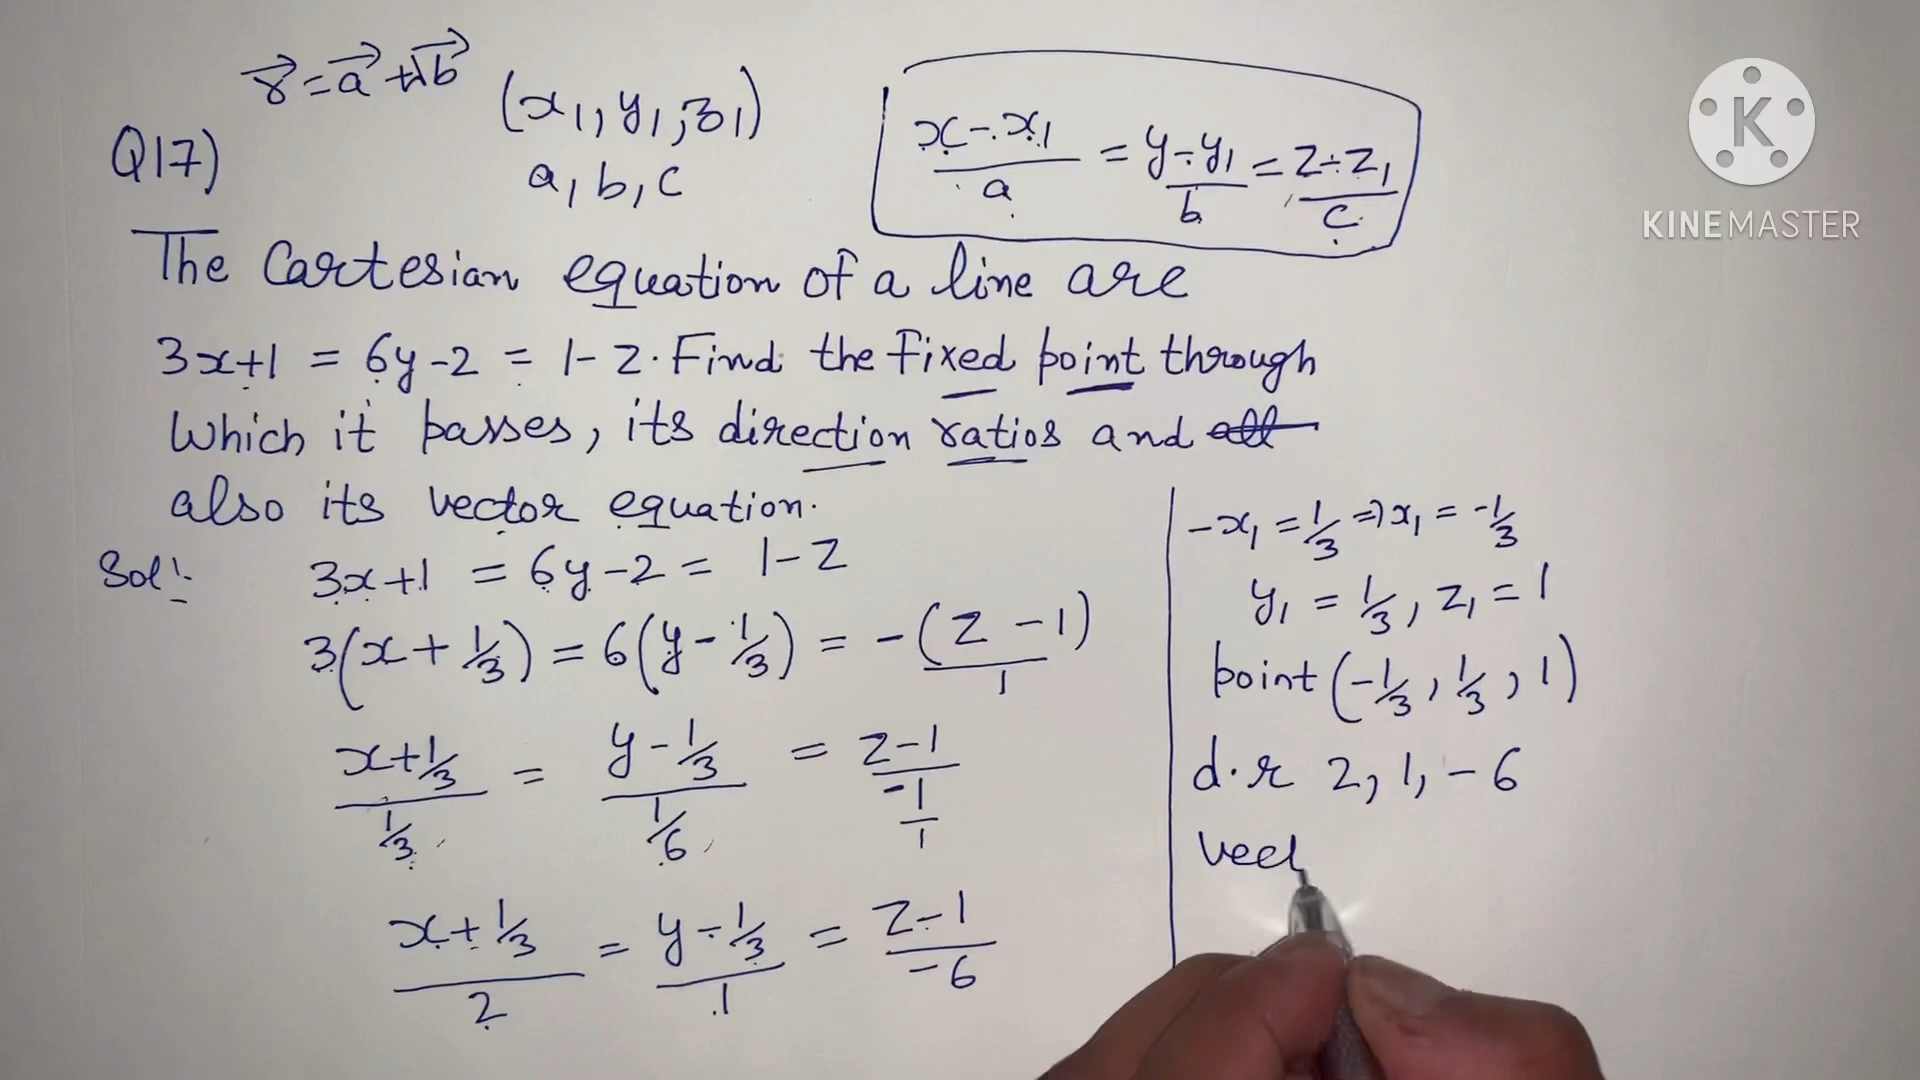 r⃗ = a⃗ + λb⃗
(x₁, y₁, z₁)
a, b, c
x - x₁/a = y - y₁/b = z - z₁/c
K
KINEMASTER
Q17)
The Cartesian equation of a line are
3x+1 = 6y-2 = 1-z. Find the fixed point through
which it passes, its direction ratios and all
also its vector equation.
Sol:-
3x+1 = 6y-2 = 1-z
3(x + 1/3) = 6(y - 1/3) = -(z - 1)/1
x+1/3 / 1/3 = y-1/3 / 1/6 = z-1 / -1/1
x+1/3 / 2 = y-1/3 / 1 = z-1 / -6
-x₁ = 1/3 ⇒ x₁ = -1/3
y₁ = 1/3, z₁ = 1
point (-1/3, 1/3, 1)
d.r 2, 1, -6
vect